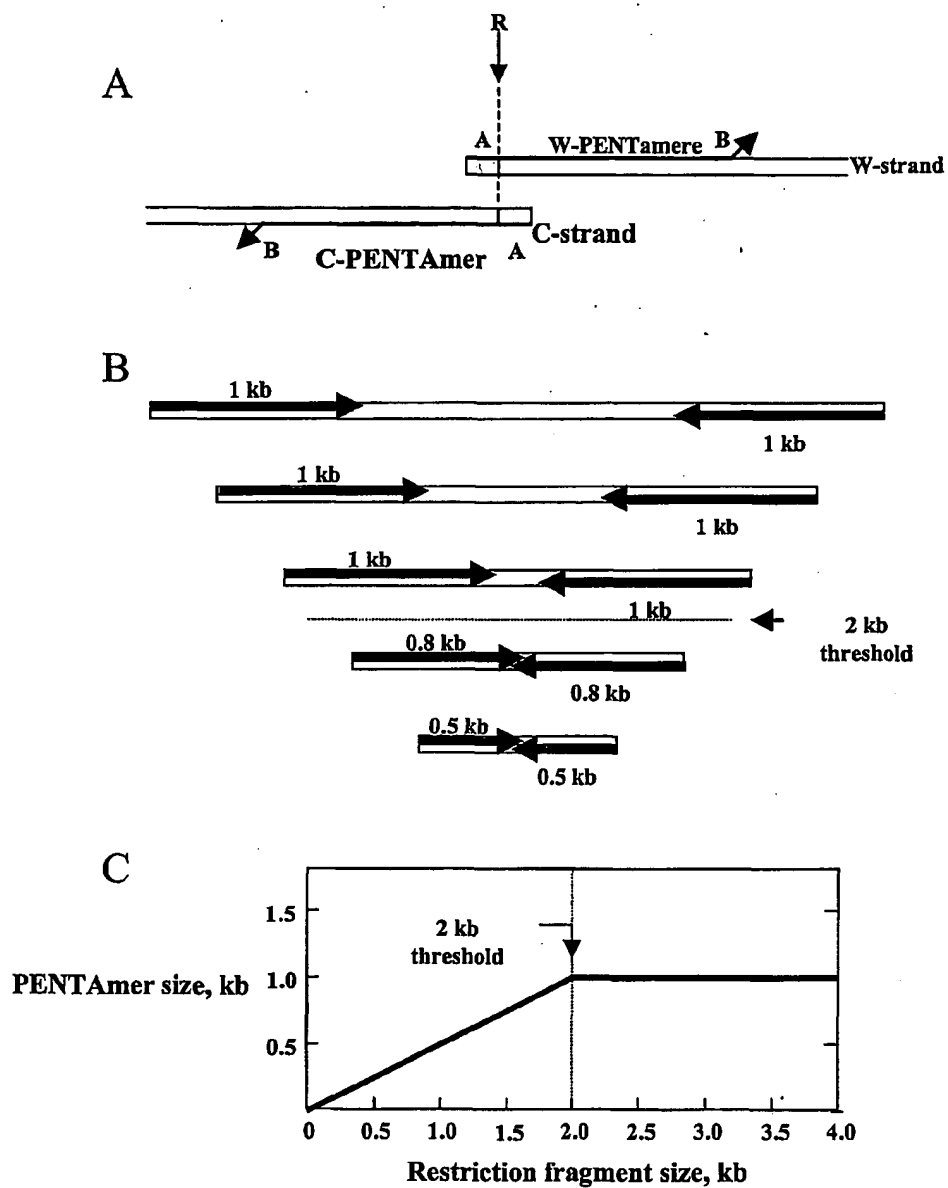 R
A
A
W-PENTamere
B
W-strand
B
C-PENTAmer
A
C-strand
B
1 kb
1 kb
1 kb
1 kb
1 kb
1 kb
2 kb
threshold
0.8 kb
0.8 kb
0.5 kb
0.5 kb
C
PENTAmer size, kb
1.5
1.0
0.5
2 kb
threshold
0 0.5 1.0 1.5 2.0 2.5 3.0 3.5 4.0
Restriction fragment size, kb